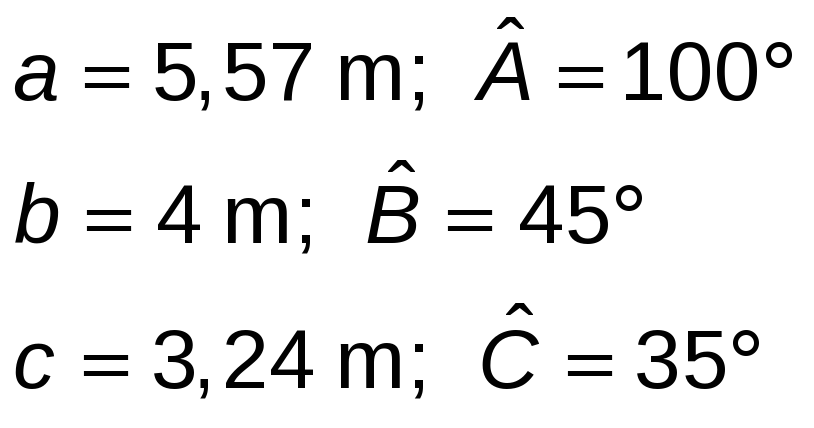 a = 5,57 m; Â = 100°
b = 4 m; B̂ = 45°
c = 3,24 m; Ĉ = 35°